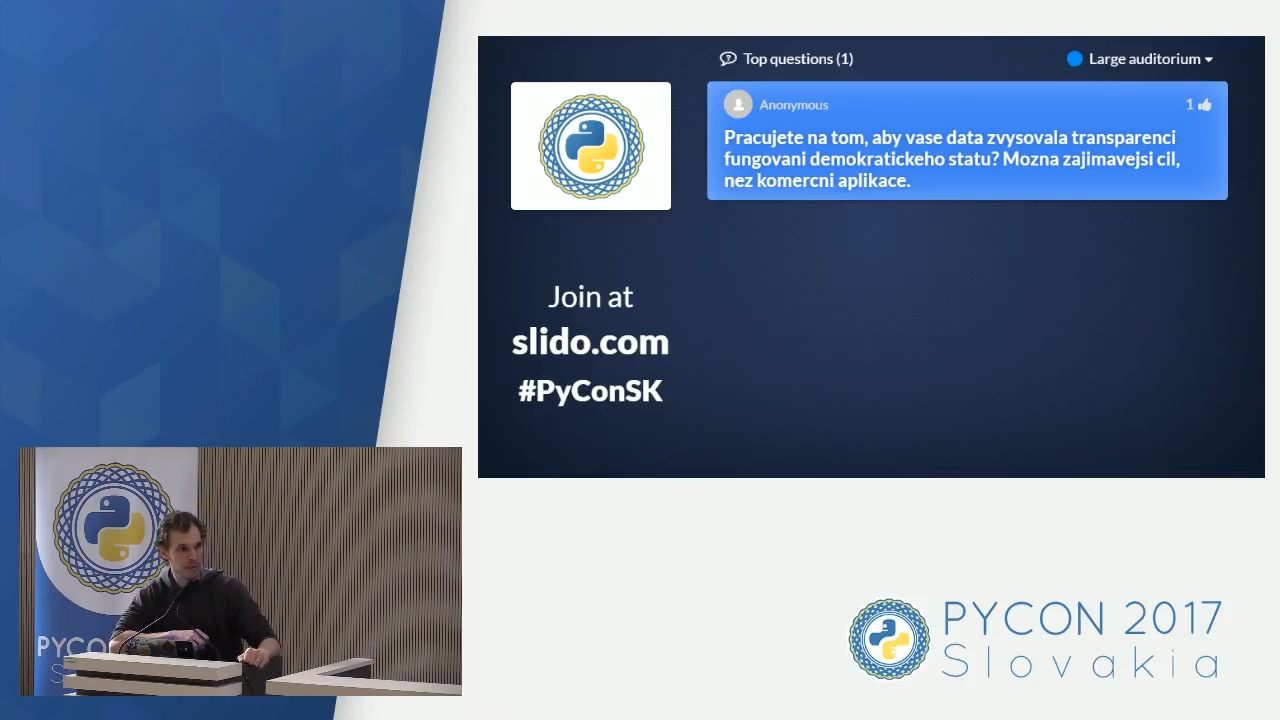 Top questions (1)
Large auditorium
Anonymous
1
Pracujete na tom, aby vase data zvysovala transparenci
fungovani demokratickeho statu? Mozna zajimavejsi cil,
nez komercni aplikace.
Join at
slido.com
#PyConSK
PYCO
S
PYCON 2017
Slovakia